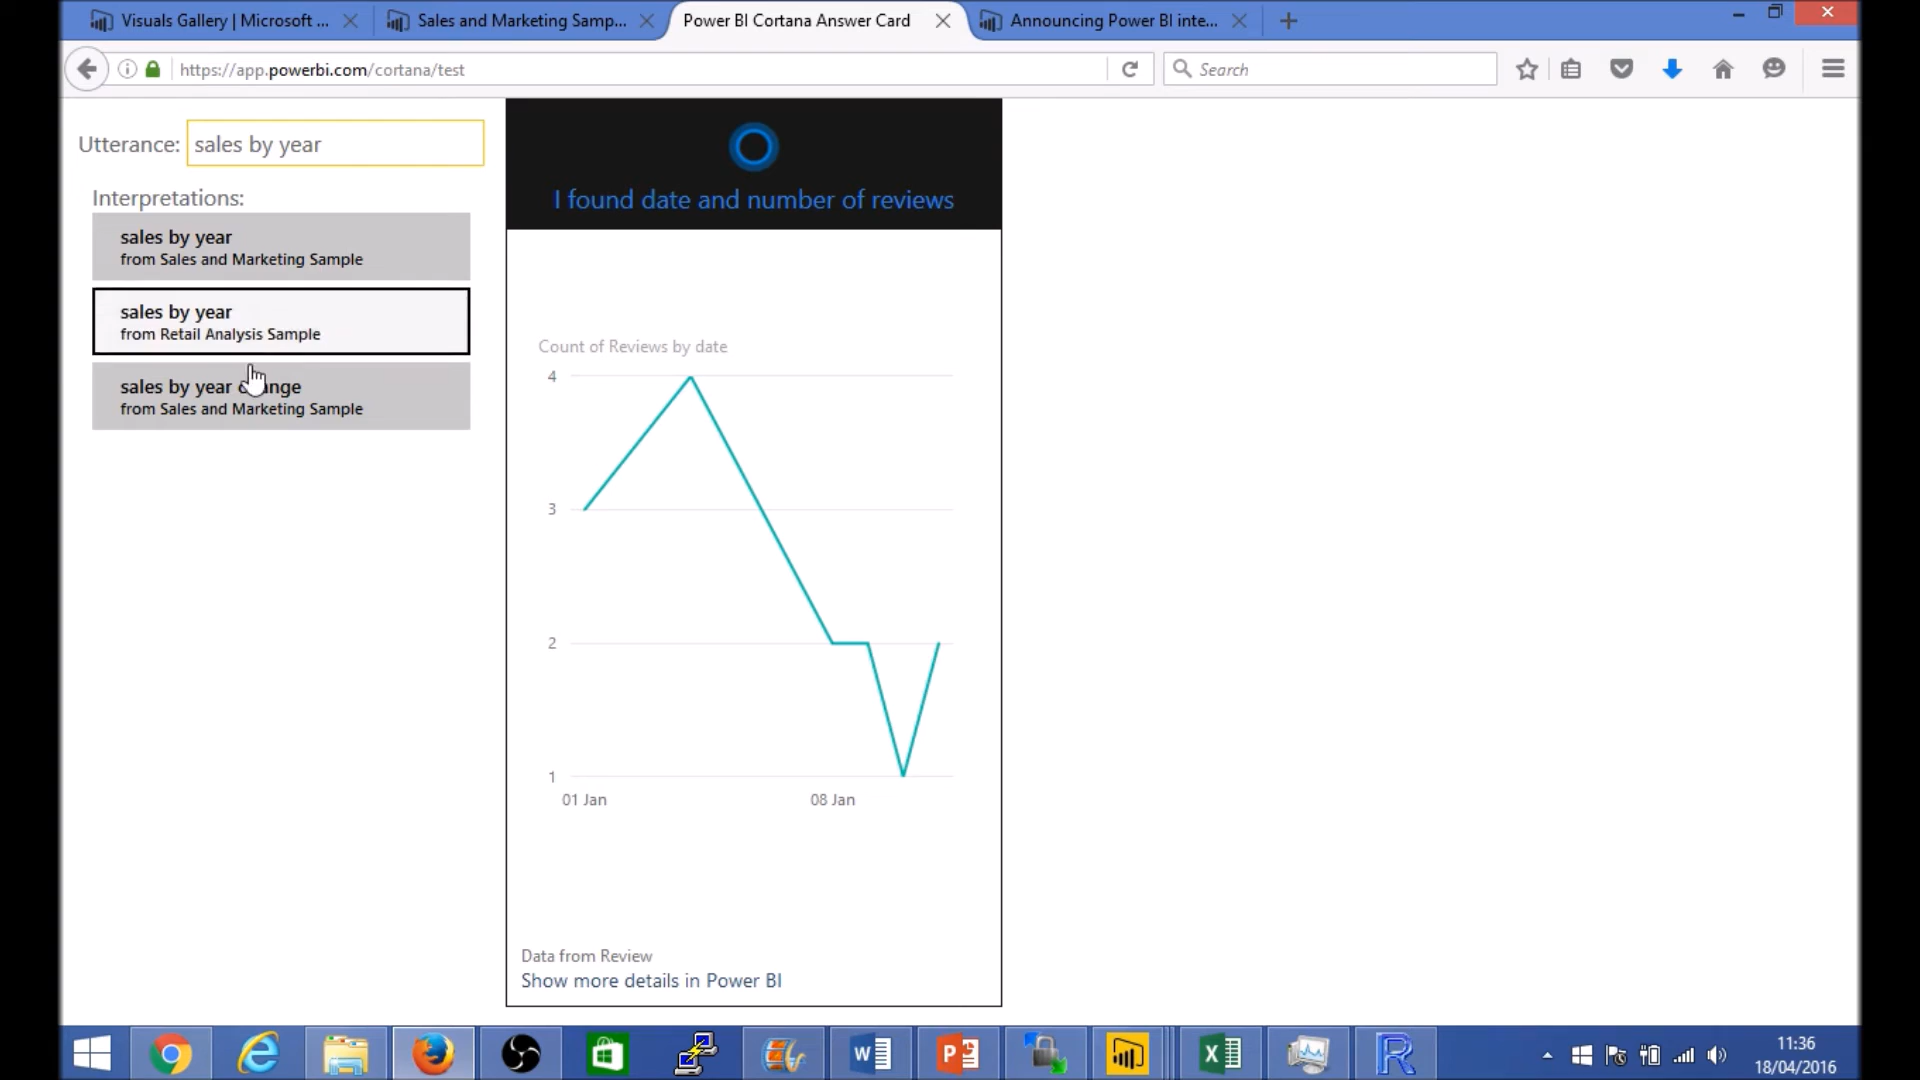 Visuals Gallery | Microsoft ...
Sales and Marketing Samp...
Power BI Cortana Answer Card
Announcing Power BI inte...
https://app.powerbi.com/cortana/test
Search
Utterance: sales by year
Interpretations:
sales by year
from Sales and Marketing Sample
sales by year
from Retail Analysis Sample
sales by year
from Sales and Marketing Sample
I found date and number of reviews
Count of Reviews by date
4
3
2
1
01 Jan
08 Jan
Data from Review
Show more details in Power BI
11:36
18/04/2016